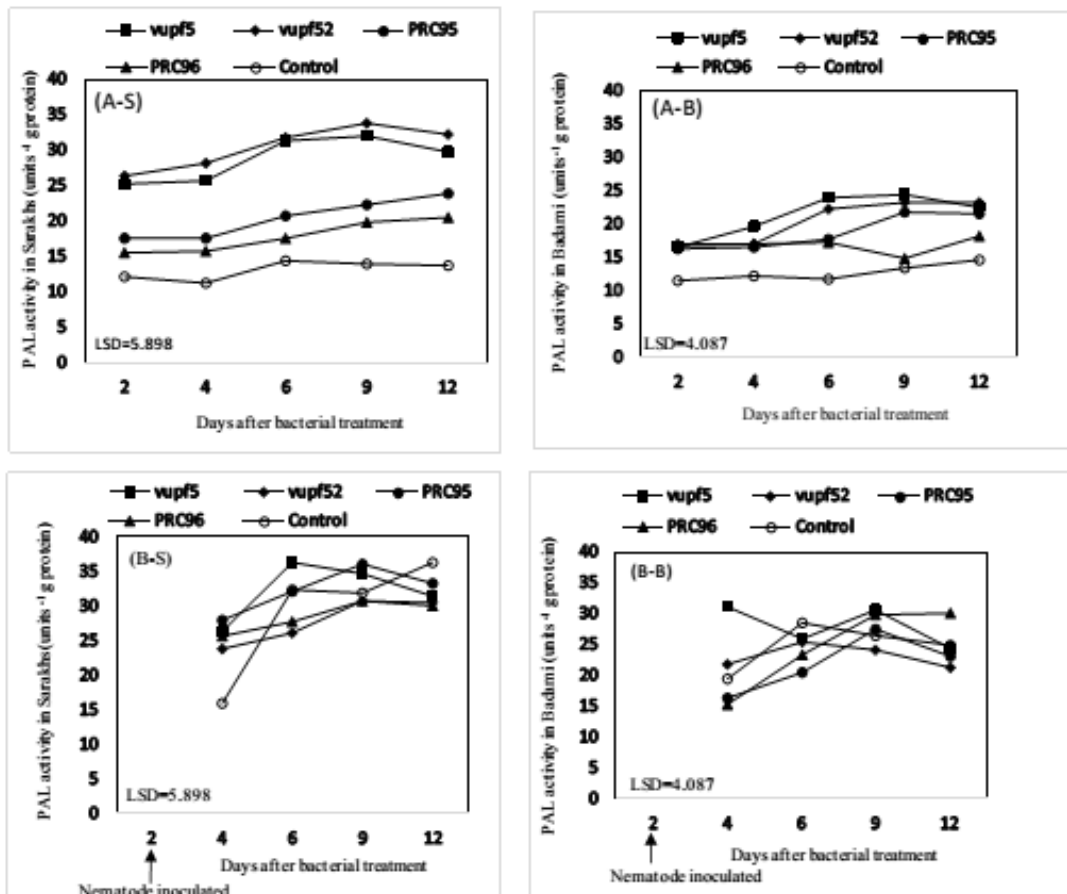 vupf5 vupf52 PRC95
PRC96 Control
40
(A-S)
35
30
25
20
15
10
5
LSD=5.898
0
2 4 6 9 12
PAL activity in Sarakhs (units⁻¹ g protein)
Days after bacterial treatment
vupf5 vupf52 PRC95
PRC96 Control
40
(A-B)
35
30
25
20
15
10
5
LSD=4.087
0
2 4 6 9 12
PAL activity in Badami (units⁻¹ g protein)
Days after bacterial treatment
vupf5 vupf52 PRC95
PRC96 Control
40
(B-S)
35
30
25
20
15
10
5
LSD=5.898
0
2 4 6 9 12
PAL activity in Sarakhs (units⁻¹ g protein)
Days after bacterial treatment
Nematode inoculated
vupf5 vupf52 PRC95
PRC96 Control
40
(B-B)
35
30
25
20
15
10
5
LSD=4.087
0
2 4 6 9 12
PAL activity in Badami (units⁻¹ g protein)
Days after bacterial treatment
Nematode inoculated